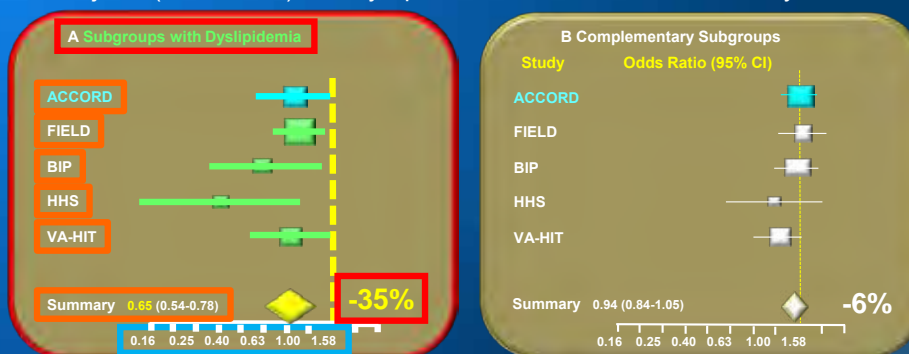 A Subgroups with Dyslipidemia
ACCORD
FIELD
BIP
HHS
VA-HIT
Summary 0.65 (0.54-0.78)
-35%
0.16 0.25 0.40 0.63 1.00 1.58
B Complementary Subgroups
Study Odds Ratio (95% CI)
ACCORD
FIELD
BIP
HHS
VA-HIT
Summary 0.94 (0.84-1.05)
-6%
0.16 0.25 0.40 0.63 1.00 1.58